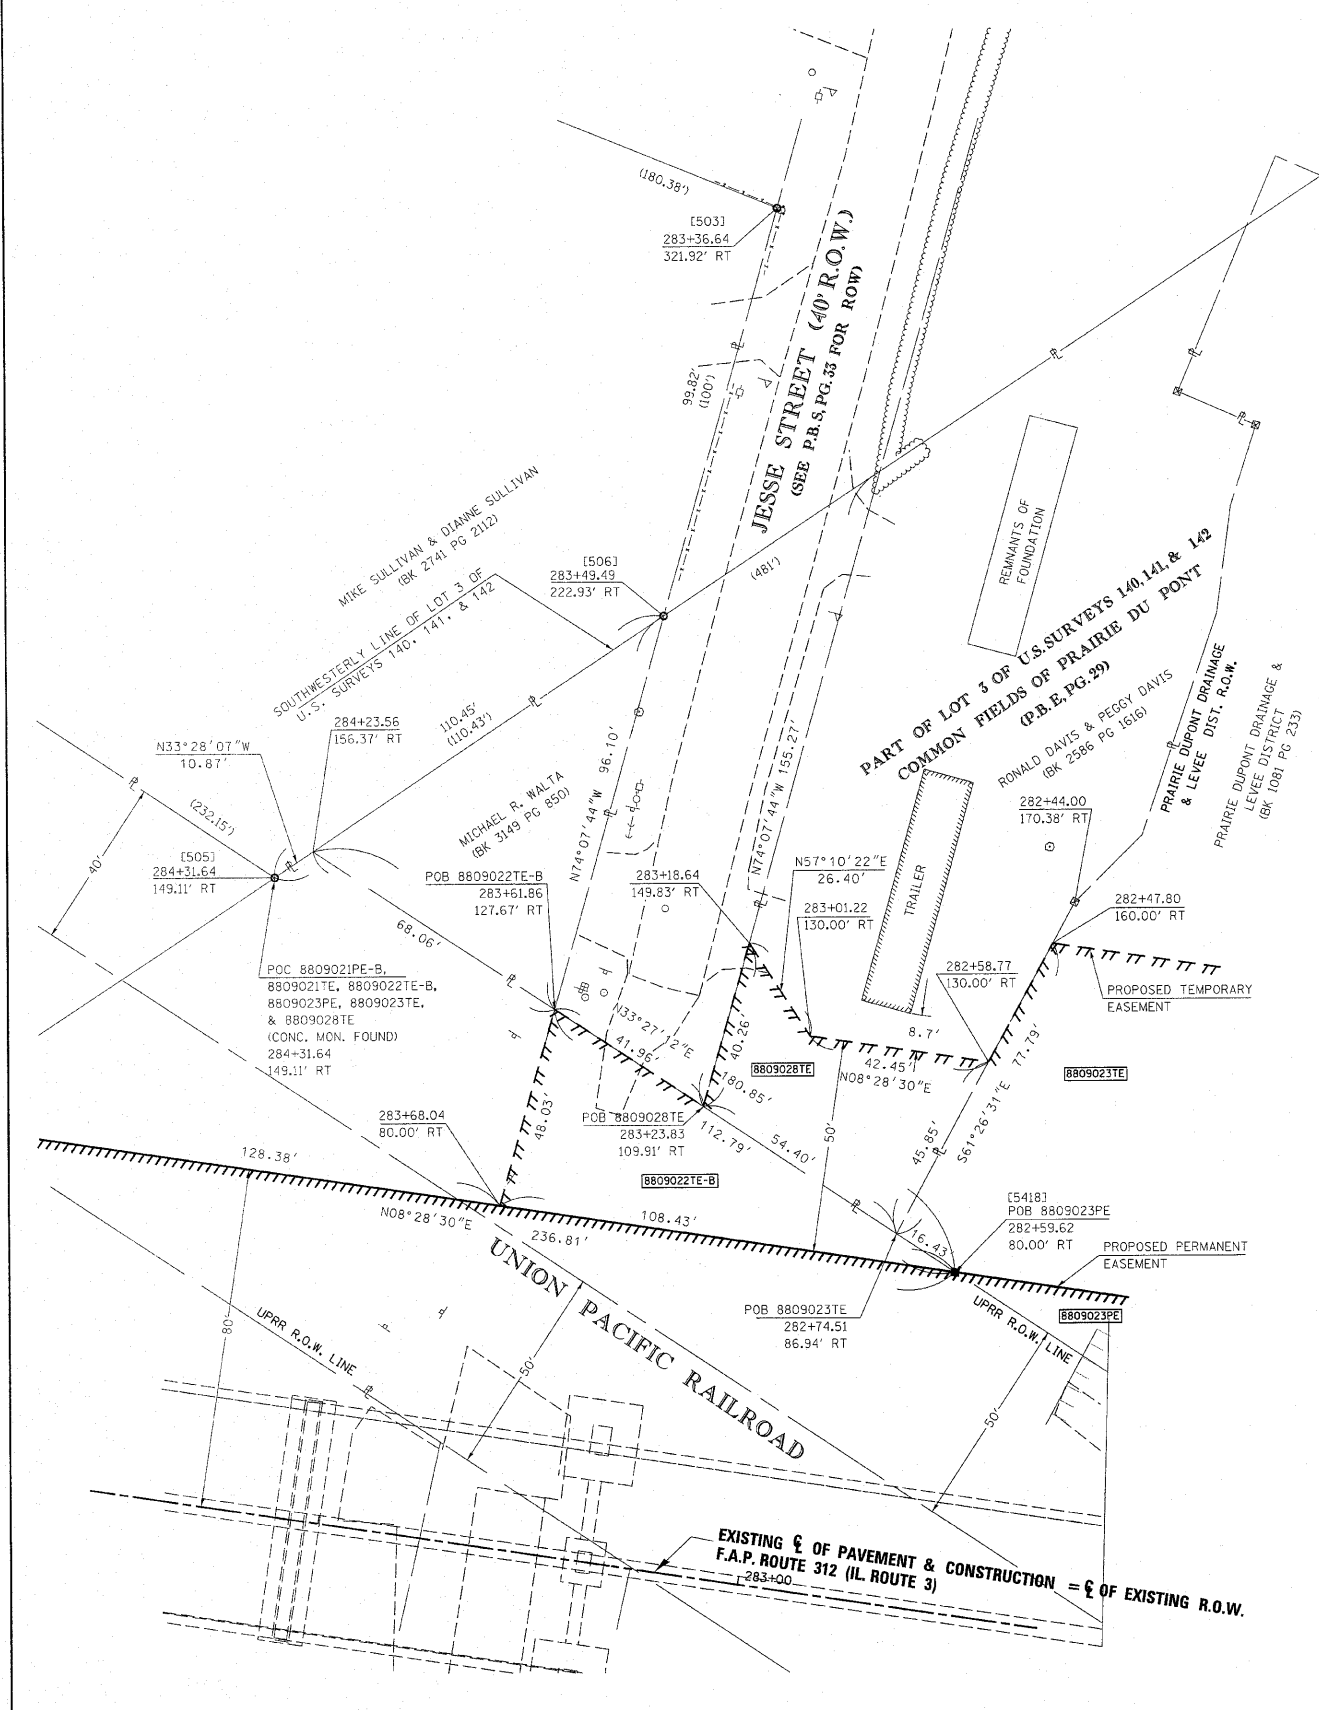 (180.38')
[503]
283+36.64
321.92' RT
JESSE STREET (40' R.O.W.)
(SEE P.B.S, PG.33 FOR ROW)
99.82'
(100')
MIKE SULLIVAN & DIANNE SULLIVAN
(BK 2741 PG 2112)
SOUTHWESTERLY LINE OF LOT 3 OF
U.S. SURVEYS 140, 141, & 142
[506]
283+49.49
222.93' RT
(481')
REMNANTS OF
FOUNDATION
PART OF LOT 3 OF U.S.SURVEYS 140,141,& 142
COMMON FIELDS OF PRAIRIE DU PONT
(P.B.E, PG.29)
RONALD DAVIS & PEGGY DAVIS
(BK 2586 PG 1616)
PRAIRIE DUPONT DRAINAGE
& LEVEE DIST. R.O.W.
PRAIRIE DUPONT DRAINAGE &
LEVEE DISTRICT
(BK 1081 PG 233)
284+23.56
156.37' RT
110.45'
(110.43')
N33°28'07"W
10.87'
(232.15')
40'
[505]
284+31.64
149.11' RT
MICHAEL R. WALTA
(BK 3149 PG 850)
N74°07'44"W 96.10'
N74°07'44"W 155.27'
282+44.00
170.38' RT
TRAILER
N57°10'22"E
26.40'
POB 8809022TE-B
283+61.86
127.67' RT
283+18.64
149.83' RT
283+01.22
130.00' RT
282+47.80
160.00' RT
68.06'
POC 8809021PE-B,
8809021TE, 8809022TE-B,
8809023PE, 8809023TE,
& 8809028TE
(CONC. MON. FOUND)
284+31.64
149.11' RT
282+58.77
130.00' RT
PROPOSED TEMPORARY
EASEMENT
8.7'
N33°27'12"E
41.96'
40.26'
42.45'
N08°28'30"E
77.79'
8809028TE
8809023TE
180.85'
S61°26'31"E
48.03'
283+68.04
80.00' RT
POB 8809028TE
283+23.83
109.91' RT
112.79'
54.40'
50'
45.85'
8809022TE-B
128.38'
N08°28'30"E
108.43'
236.81'
16.43'
[5418]
POB 8809023PE
282+59.62
80.00' RT
PROPOSED PERMANENT
EASEMENT
8809023PE
UNION PACIFIC RAILROAD
POB 8809023TE
282+74.51
86.94' RT
UPRR R.O.W. LINE
80'
UPRR R.O.W. LINE
50'
50'
EXISTING ℄ OF PAVEMENT & CONSTRUCTION = ℄ OF EXISTING R.O.W.
F.A.P. ROUTE 312 (IL. ROUTE 3)
283+00